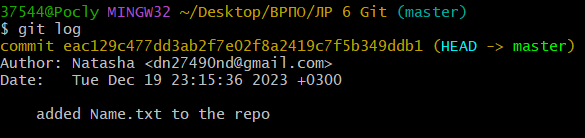 37544@Pocly MINGW32 ~/Desktop/ВРПО/ЛР 6 Git (master)
$ git log
commit eac129c477dd3ab2f7e02f8a2419c7f5b349ddb1 (HEAD -> master)
Author: Natasha <dn27490nd@gmail.com>
Date:   Tue Dec 19 23:15:36 2023 +0300

    added Name.txt to the repo